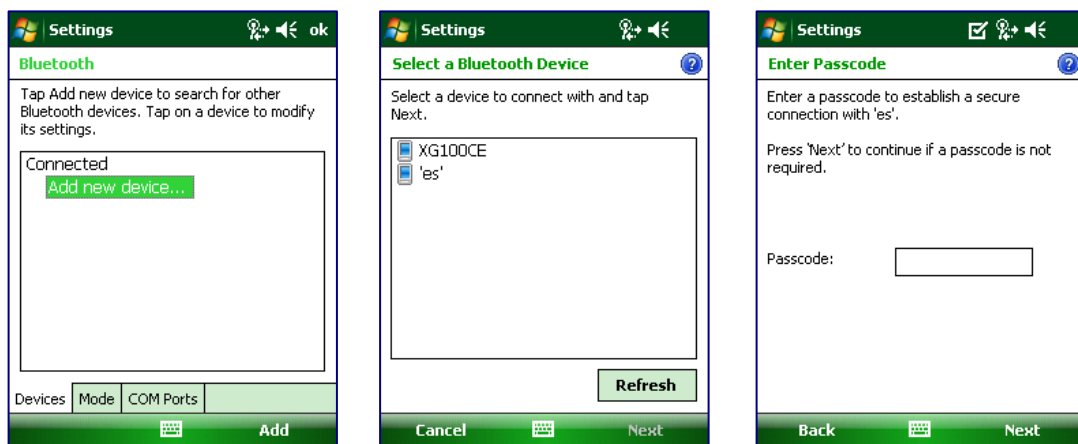 Settings
ok
Bluetooth
Tap Add new device to search for other
Bluetooth devices. Tap on a device to modify
its settings.
Connected
Add new device...
Devices
Mode
COM Ports
Add
Settings
Select a Bluetooth Device
?
Select a device to connect with and tap
Next.
XG100CE
'es'
Refresh
Cancel
Next
Settings
Enter Passcode
?
Enter a passcode to establish a secure
connection with 'es'.
Press 'Next' to continue if a passcode is not
required.
Passcode:
Back
Next